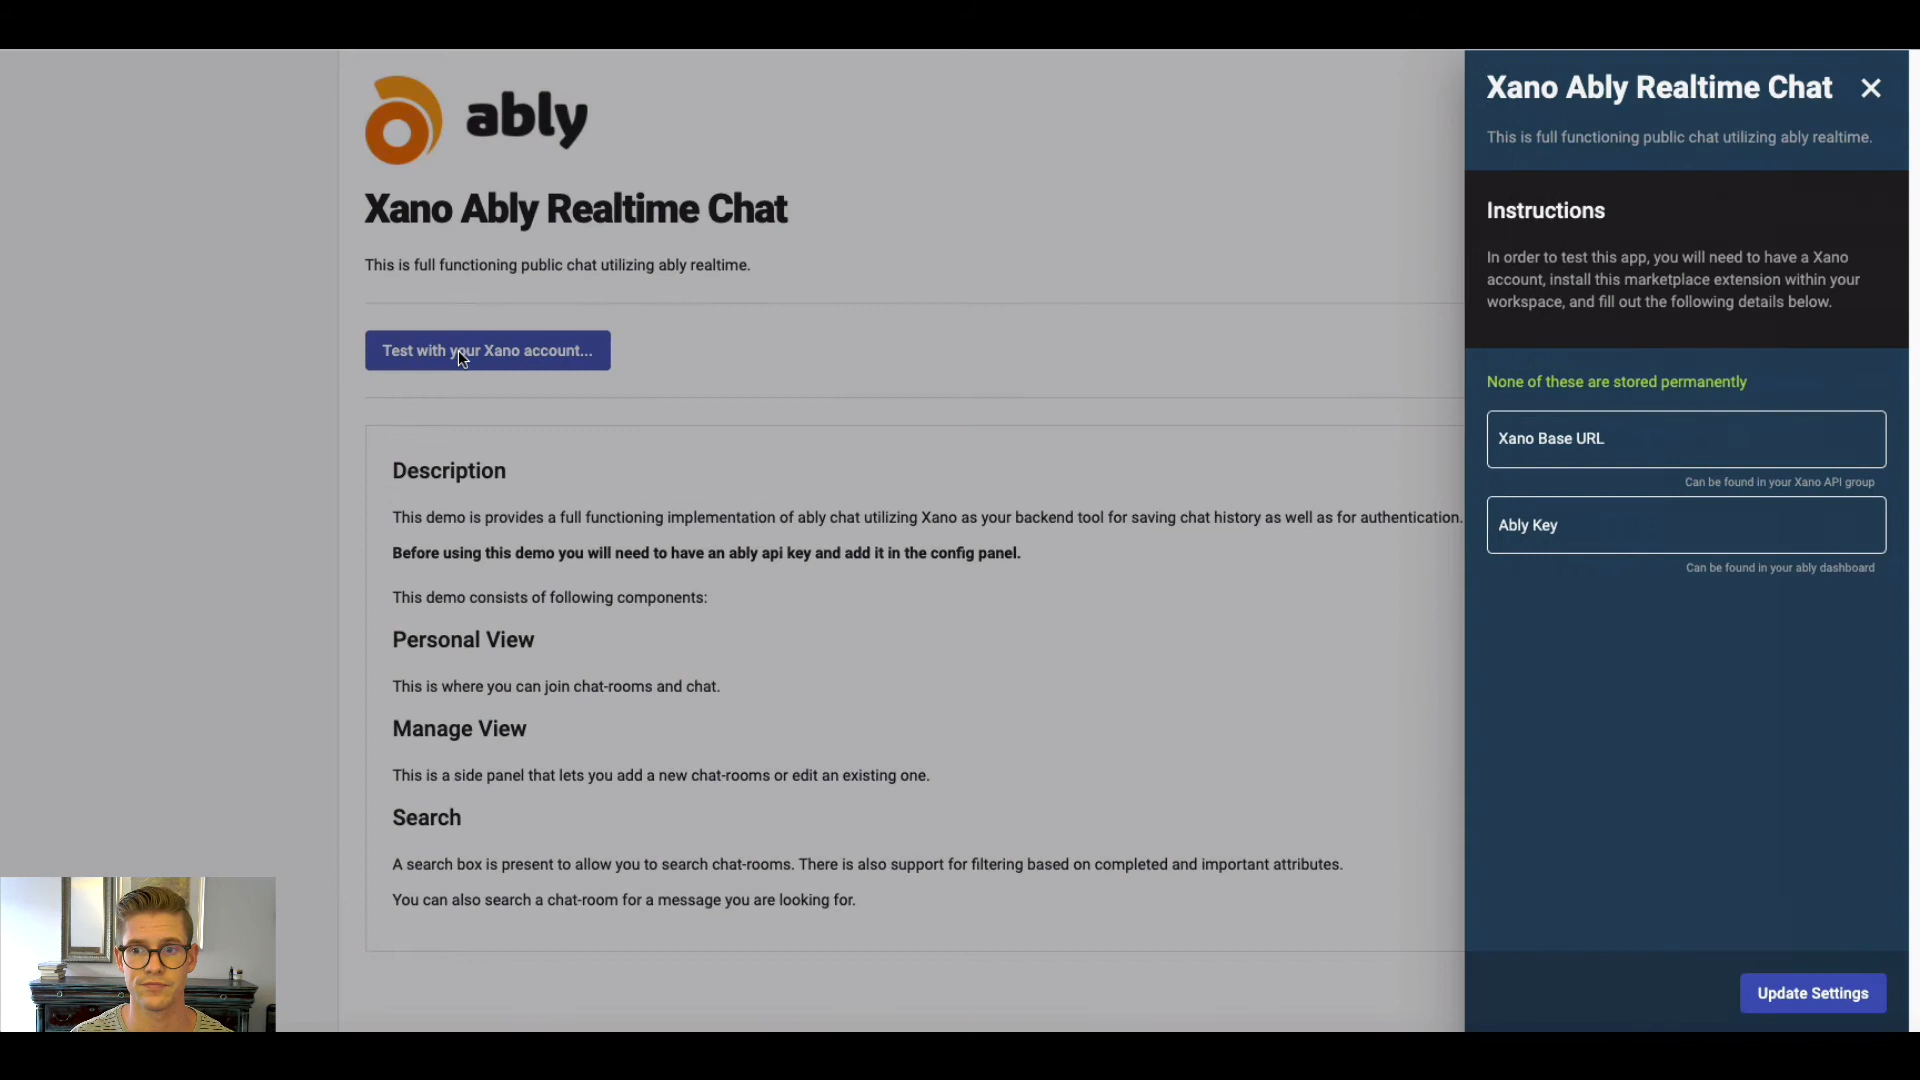 ably
Xano Ably Realtime Chat
This is full functioning public chat utilizing ably realtime.
Test with your Xano account...
Description
This demo is provides a full functioning implementation of ably chat utilizing Xano as your backend tool for saving chat history as well as for authentication.
Before using this demo you will need to have an ably api key and add it in the config panel.
This demo consists of following components:
Personal View
This is where you can join chat-rooms and chat.
Manage View
This is a side panel that lets you add a new chat-rooms or edit an existing one.
Search
A search box is present to allow you to search chat-rooms. There is also support for filtering based on completed and important attributes.
You can also search a chat-room for a message you are looking for.
Xano Ably Realtime Chat
This is full functioning public chat utilizing ably realtime.
Instructions
In order to test this app, you will need to have a Xano
account, install this marketplace extension within your
workspace, and fill out the following details below.
None of these are stored permanently
Xano Base URL
Can be found in your Xano API group
Ably Key
Can be found in your ably dashboard
Update Settings